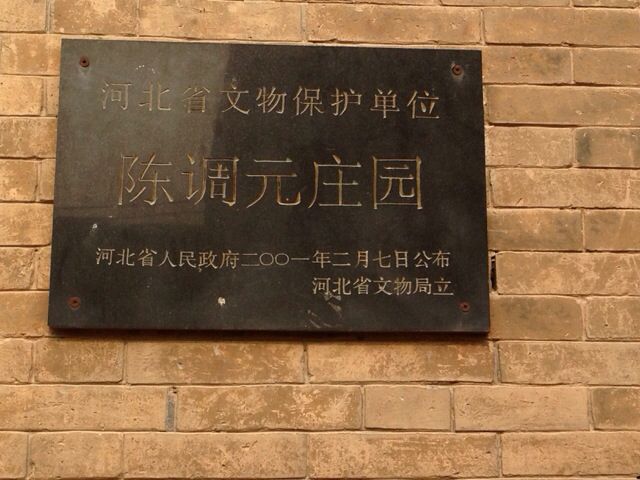 河北省文物保护单位
陈调元庄园
河北省人民政府二〇〇一年二月七日公布
河北省文物局立